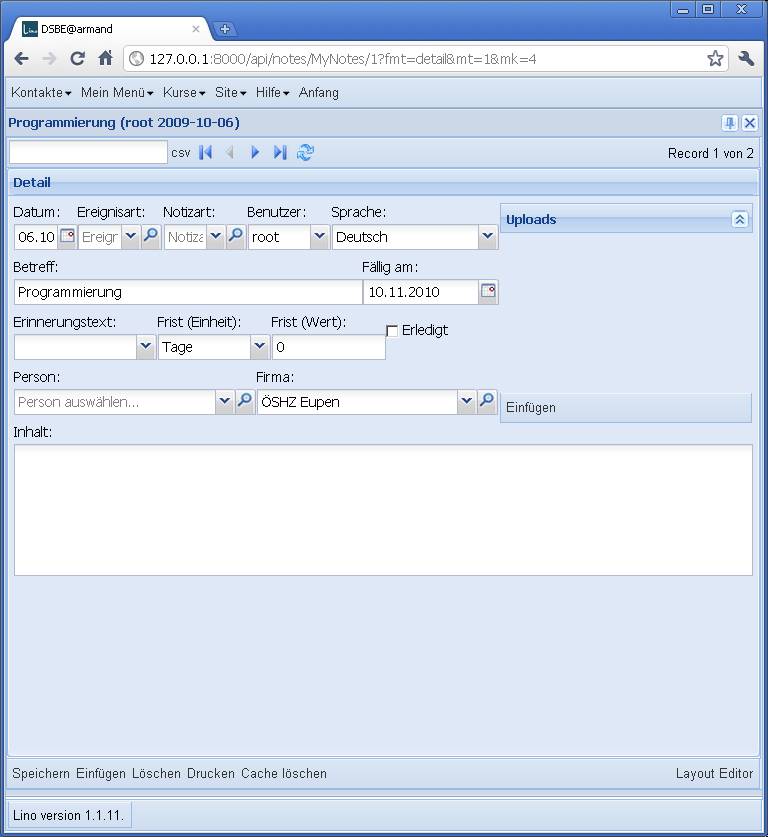 Lino DSBE@armand
127.0.0.1:8000/api/notes/MyNotes/1?fmt=detail&mt=1&mk=4
Kontakte Mein Menü Kurse Site Hilfe Anfang
Programmierung (root 2009-10-06)
csv Record 1 von 2
Detail
Datum: Ereignisart: Notizart: Benutzer: Sprache: Uploads
06.10 Ereigr Notiza root Deutsch
Betreff: Fällig am:
Programmierung 10.11.2010
Erinnerungstext: Frist (Einheit): Frist (Wert): Erledigt
Tage 0
Person: Firma:
Person auswählen... ÖSHZ Eupen Einfügen
Inhalt:
Speichern Einfügen Löschen Drucken Cache löschen Layout Editor
Lino version 1.1.11.